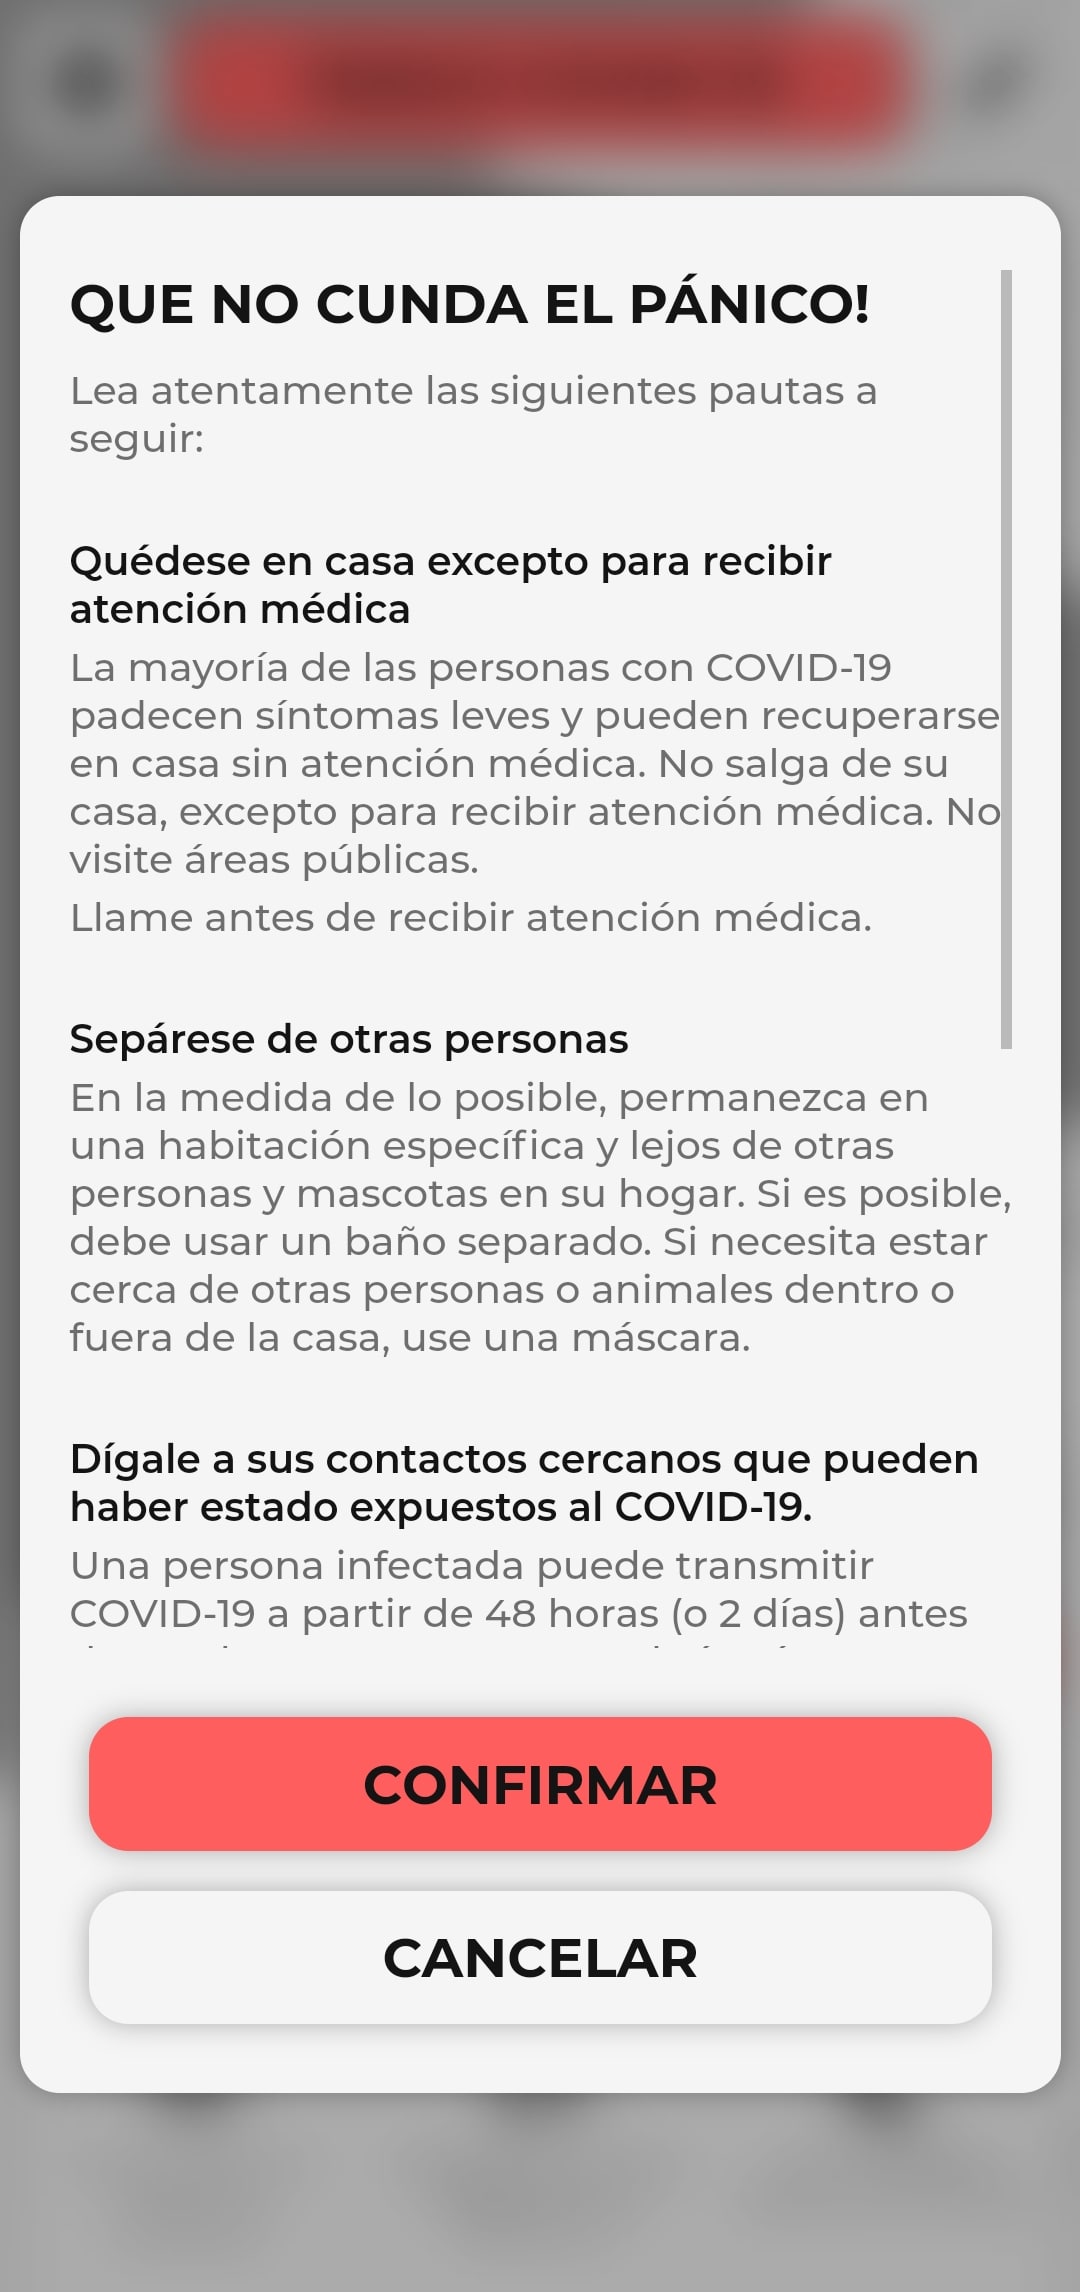 QUE NO CUNDA EL PÁNICO!
Lea atentamente las siguientes pautas a
seguir:
Quédese en casa excepto para recibir
atención médica
La mayoría de las personas con COVID-19
padecen síntomas leves y pueden recuperarse
en casa sin atención médica. No salga de su
casa, excepto para recibir atención médica. No
visite áreas públicas.
Llame antes de recibir atención médica.
Sepárese de otras personas
En la medida de lo posible, permanezca en
una habitación específica y lejos de otras
personas y mascotas en su hogar. Si es posible,
debe usar un baño separado. Si necesita estar
cerca de otras personas o animales dentro o
fuera de la casa, use una máscara.
Dígale a sus contactos cercanos que pueden
haber estado expuestos al COVID-19.
Una persona infectada puede transmitir
COVID-19 a partir de 48 horas (o 2 días) antes
CONFIRMAR
CANCELAR